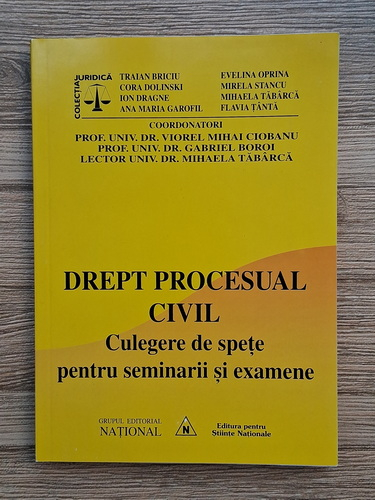 COLECȚIA
JURIDICĂ
TRAIAN BRICIU
CORA DOLINSKI
ION DRAGNE
ANA MARIA GAROFIL
EVELINA OPRINA
MIRELA STANCU
MIHAELA TĂBÂRCĂ
FLAVIA ȚÂNTĂ
COORDONATORI
PROF. UNIV. DR. VIOREL MIHAI CIOBANU
PROF. UNIV. DR. GABRIEL BOROI
LECTOR UNIV. DR. MIHAELA TĂBÂRCĂ
DREPT PROCESUAL
CIVIL
Culegere de spețe
pentru seminarii și examene
GRUPUL EDITORIAL
NAȚIONAL
N
Editura pentru
Științe Naționale